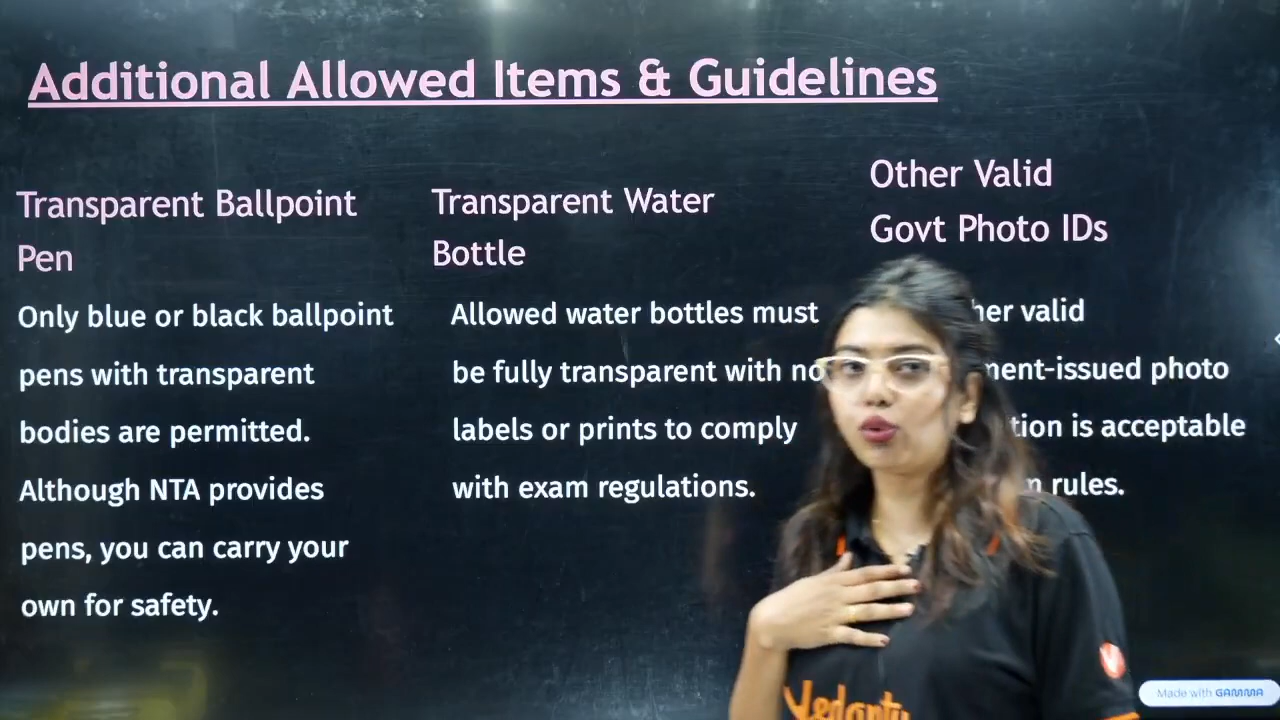 Additional Allowed Items & Guidelines
Transparent Ballpoint
Pen
Only blue or black ballpoint
pens with transparent
bodies are permitted.
Although NTA provides
pens, you can carry your
own for safety.
Transparent Water
Bottle
Allowed water bottles must
be fully transparent with no
labels or prints to comply
with exam regulations.
Other Valid
Govt Photo IDs
valid
photo
is acceptable
rules.
Vedantu
Made with GAMMA